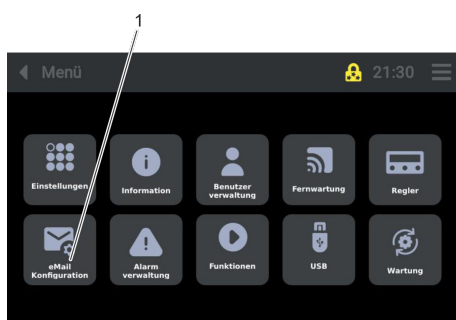 1
Menü
21:30
Einstellungen
Information
Benutzer
verwaltung
Fernwartung
Regler
eMail
Konfiguration
Alarm
verwaltung
Funktionen
USB
Wartung